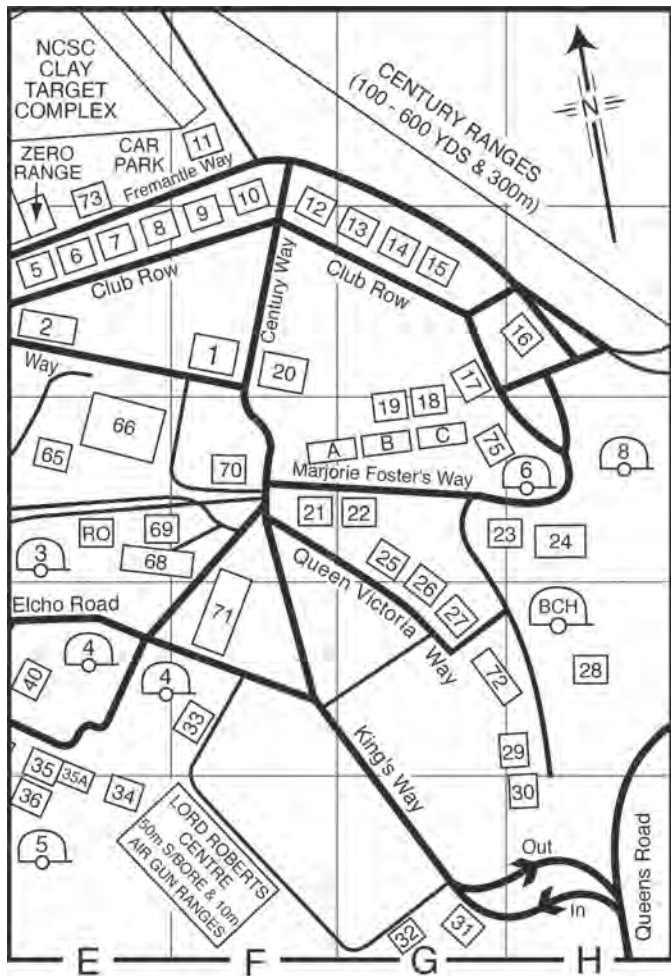 NCSC
CLAY
TARGET
COMPLEX
CENTURY RANGES
(100 - 600 YDS & 300m)
N
ZERO
RANGE
CAR
PARK
11
73
Fremantle Way
5
6
7
8
9
10
12
13
14
15
Club Row
Century Way
Club Row
16
2
1
20
17
Way
19
18
66
65
A
B
C
75
70
Marjorie Foster's Way
6
8
21
22
RO
69
3
68
23
24
25
26
27
Queen Victoria
Way
71
Elcho Road
BCH
4
4
40
72
28
33
29
30
King's Way
35
35A
34
36
5
LORD ROBERTS
CENTRE
50m S/BORE & 10m
AIR GUN RANGES
Out
In
Queens Road
32
31
E
F
G
H